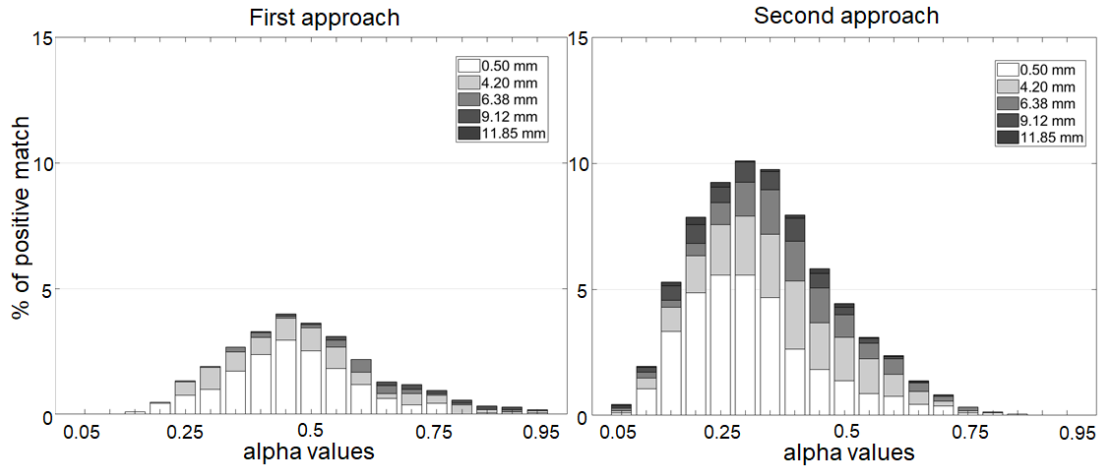 First approach
15
10
5
0
% of positive match
0.50 mm
4.20 mm
6.38 mm
9.12 mm
11.85 mm
0.05 0.25 0.5 0.75 0.95
alpha values
Second approach
15
10
5
0
0.50 mm
4.20 mm
6.38 mm
9.12 mm
11.85 mm
0.05 0.25 0.5 0.75 0.95
alpha values